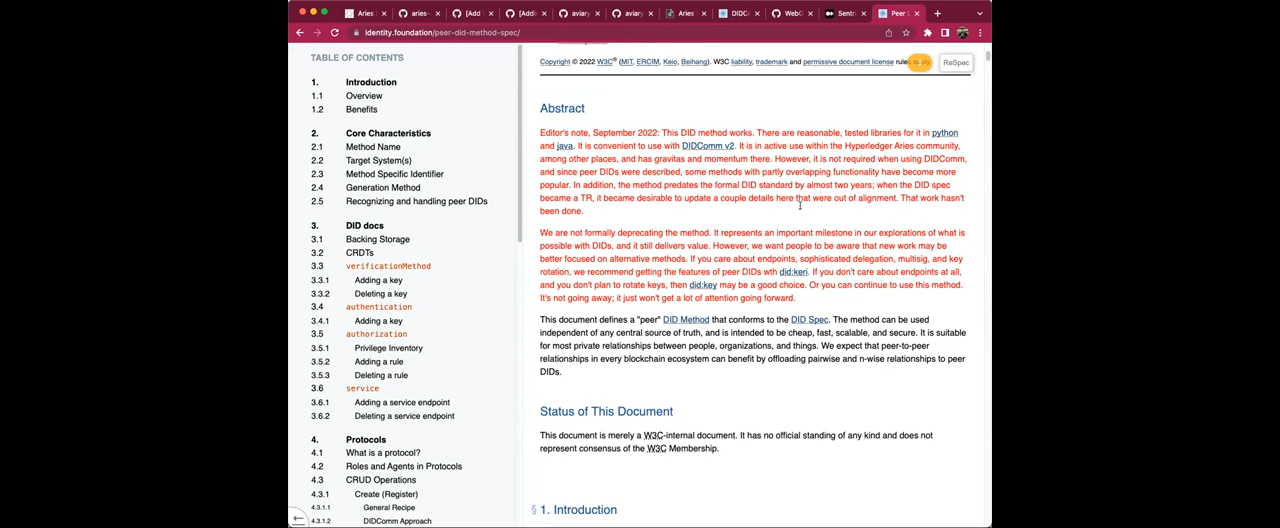 Aries
aries-
[Add
[Addi
aviary
aviary
Aries
DIDC
WebC
Sentri
Peer
identity.foundation/peer-did-method-spec/
TABLE OF CONTENTS
1. Introduction
1.1 Overview
1.2 Benefits
2. Core Characteristics
2.1 Method Name
2.2 Target System(s)
2.3 Method Specific Identifier
2.4 Generation Method
2.5 Recognizing and handling peer DIDs
3. DID docs
3.1 Backing Storage
3.2 CRDTs
3.3 verificationMethod
3.3.1 Adding a key
3.3.2 Deleting a key
3.4 authentication
3.4.1 Adding a key
3.5 authorization
3.5.1 Privilege Inventory
3.5.2 Adding a rule
3.5.3 Deleting a rule
3.6 service
3.6.1 Adding a service endpoint
3.6.2 Deleting a service endpoint
4. Protocols
4.1 What is a protocol?
4.2 Roles and Agents in Protocols
4.3 CRUD Operations
4.3.1 Create (Register)
4.3.1.1 General Recipe
4.3.1.2 DIDComm Approach
Copyright © 2022 W3C® (MIT, ERCIM, Keio, Beihang). W3C liability, trademark and permissive document license rules apply.
ReSpec
Abstract
Editor's note, September 2022: This DID method works. There are reasonable, tested libraries for it in python
and java. It is convenient to use with DIDComm v2. It is in active use within the Hyperledger Aries community,
among other places, and has gravitas and momentum there. However, it is not required when using DIDComm,
and since peer DIDs were described, some methods with partly overlapping functionality have become more
popular. In addition, the method predates the formal DID standard by almost two years; when the DID spec
became a TR, it became desirable to update a couple details here that were out of alignment. That work hasn't
been done.
We are not formally deprecating the method. It represents an important milestone in our explorations of what is
possible with DIDs, and it still delivers value. However, we want people to be aware that new work may be
better focused on alternative methods. If you care about endpoints, sophisticated delegation, multisig, and key
rotation, we recommend getting the features of peer DIDs wth did:keri. If you don't care about endpoints at all,
and you don't plan to rotate keys, then did:key may be a good choice. Or you can continue to use this method.
It's not going away; it just won't get a lot of attention going forward.
This document defines a "peer" DID Method that conforms to the DID Spec. The method can be used
independent of any central source of truth, and is intended to be cheap, fast, scalable, and secure. It is suitable
for most private relationships between people, organizations, and things. We expect that peer-to-peer
relationships in every blockchain ecosystem can benefit by offloading pairwise and n-wise relationships to peer
DIDs.
Status of This Document
This document is merely a W3C-internal document. It has no official standing of any kind and does not
represent consensus of the W3C Membership.
§ 1. Introduction